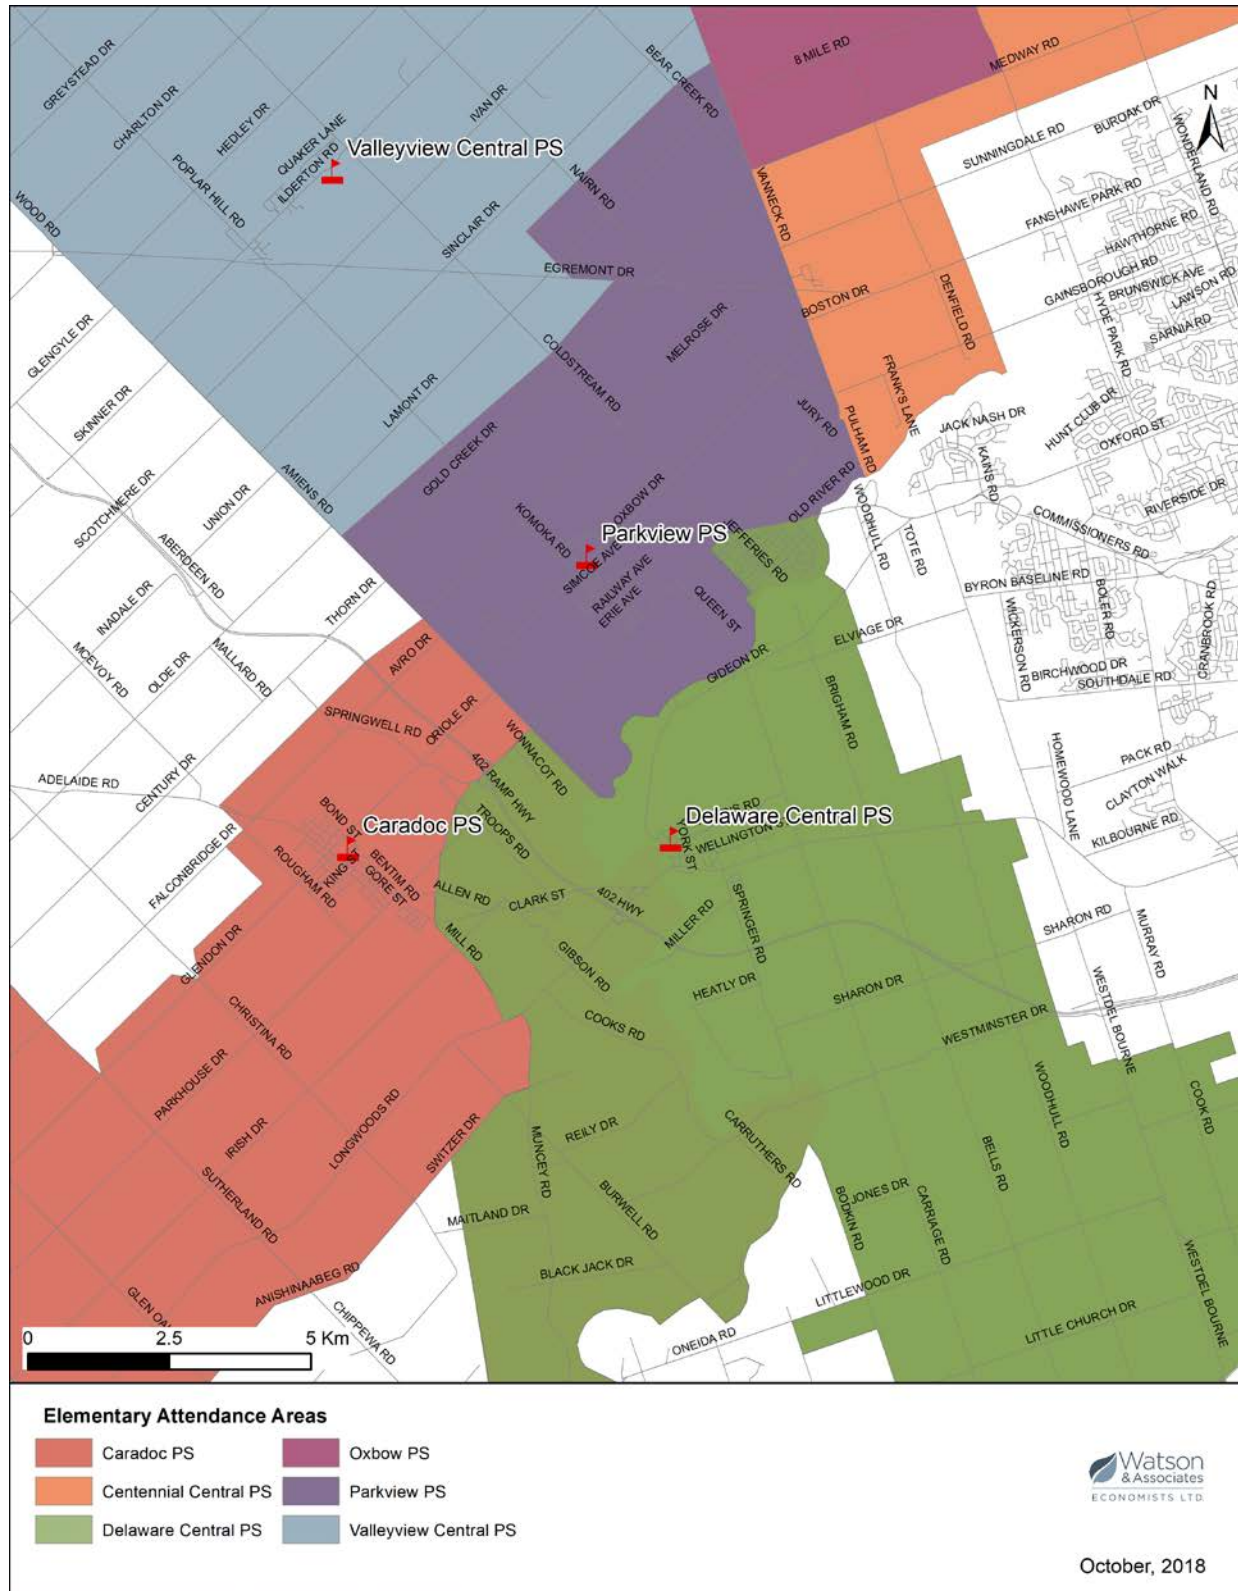 GREYSTEAD DR
CHARLTON DR
HEDLEY DR
QUAKER LANE
ILDERTON RD
POPLAR HILL RD
WOOD RD
IVAN DR
BEAR CREEK RD
8 MILE RD
MEDWAY RD
N
Valleyview Central PS
SUNNINGDALE RD
BUROAK DR
WONDERLAND RD
NAIRN RD
VANNECK RD
FANSHAWE PARK RD
HAWTHORNE RD
SINCLAIR DR
EGREMONT DR
GAINSBOROUGH RD
BRUNSWICK AVE
LAWSON RD
SARNIA RD
HYDE PARK RD
BOSTON DR
DENFIELD RD
GLENGYLE DR
SKINNER DR
COLDSTREAM RD
MELROSE DR
LAMONT DR
FRANK'S LANE
JURY RD
PULHAM RD
JACK NASH DR
HUNT CLUB DR
OXFORD ST
KAINS RD
RIVERSIDE DR
GOLD CREEK DR
AMIENS RD
SCOTCHMERE DR
UNION DR
ABERDEEN RD
KOMOKA RD
OXBOW DR
Parkview PS
SIMCOE AVE
RAILWAY AVE
ERIE AVE
OLD RIVER RD
JEFFERIES RD
QUEEN ST
WOODHULL RD
TOTE RD
COMMISSIONERS RD
BYRON BASELINE RD
WICKERSON RD
BOLER RD
CRANBROOK RD
INADALE DR
THORN DR
MCEVOY RD
OLDE DR
MALLARD RD
AVRO DR
ORIOLE DR
SPRINGWELL RD
GIDEON DR
ELVIAGE DR
BRIGHAM RD
BIRCHWOOD DR
SOUTHDALE RD
HOMEWOOD LANE
PACK RD
CLAYTON WALK
KILBOURNE RD
ADELAIDE RD
CENTURY DR
FALCONBRIDGE DR
WONNACOT RD
402 RAMP HWY
TROOPS RD
BOND ST
Caradoc PS
KING
ROUGHAM RD
BENTIM RD
GORE ST
Delaware Central PS
YORK ST
WELLINGTON
ALLEN RD
CLARK ST
402 HWY
MILLER RD
SPRINGER RD
MILL RD
GLENDON DR
GIBSON RD
COOKS RD
HEATLY DR
SHARON DR
SHARON RD
MURRAY RD
WESTDEL BOURNE
WESTMINSTER DR
CHRISTINA RD
PARKHOUSE DR
IRISH DR
LONGWOODS RD
SWITZER DR
SUTHERLAND RD
MUNCEY RD
REILY DR
BURWELL RD
CARRUTHERS RD
MAITLAND DR
BLACK JACK DR
BODKIN RD
JONES DR
CARRIAGE RD
BELLS RD
WOODHULL RD
COOK RD
WESTDEL BOURNE
LITTLEWOOD DR
LITTLE CHURCH DR
ONEIDA RD
ANISHINAABEG RD
CHIPPEWA RD
GLEN
0 2.5 5 Km
Elementary Attendance Areas
Caradoc PS
Oxbow PS
Centennial Central PS
Parkview PS
Delaware Central PS
Valleyview Central PS
Watson
& Associates
ECONOMISTS LTD.
October, 2018